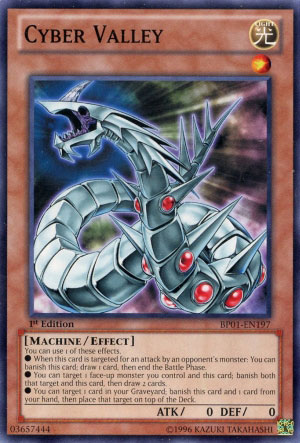 CYBER VALLEY
LIGHT
光
1st Edition
BP01-EN197
[MACHINE / EFFECT]
You can use 1 of these effects.
● When this card is targeted for an attack by an opponent's monster: You can
banish this card; draw 1 card, then end the Battle Phase.
● You can target 1 face-up monster you control and this card; banish both
that target and this card, then draw 2 cards.
● You can target 1 card in your Graveyard; banish this card and 1 card from
your hand, then place that target on top of the Deck.
ATK/ 0 DEF/ 0
03657444
©1996 KAZUKI TAKAHASHI